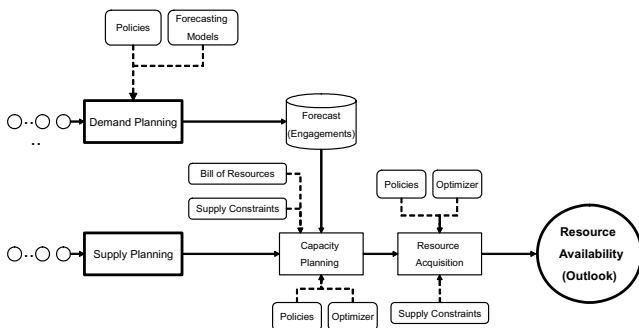 Policies
Forecasting
Models
Demand Planning
Forecast
(Engagements)
Bill of Resources
Supply Constraints
Policies
Optimizer
Supply Planning
Capacity
Planning
Resource
Acquisition
Resource
Availability
(Outlook)
Policies
Optimizer
Supply Constraints